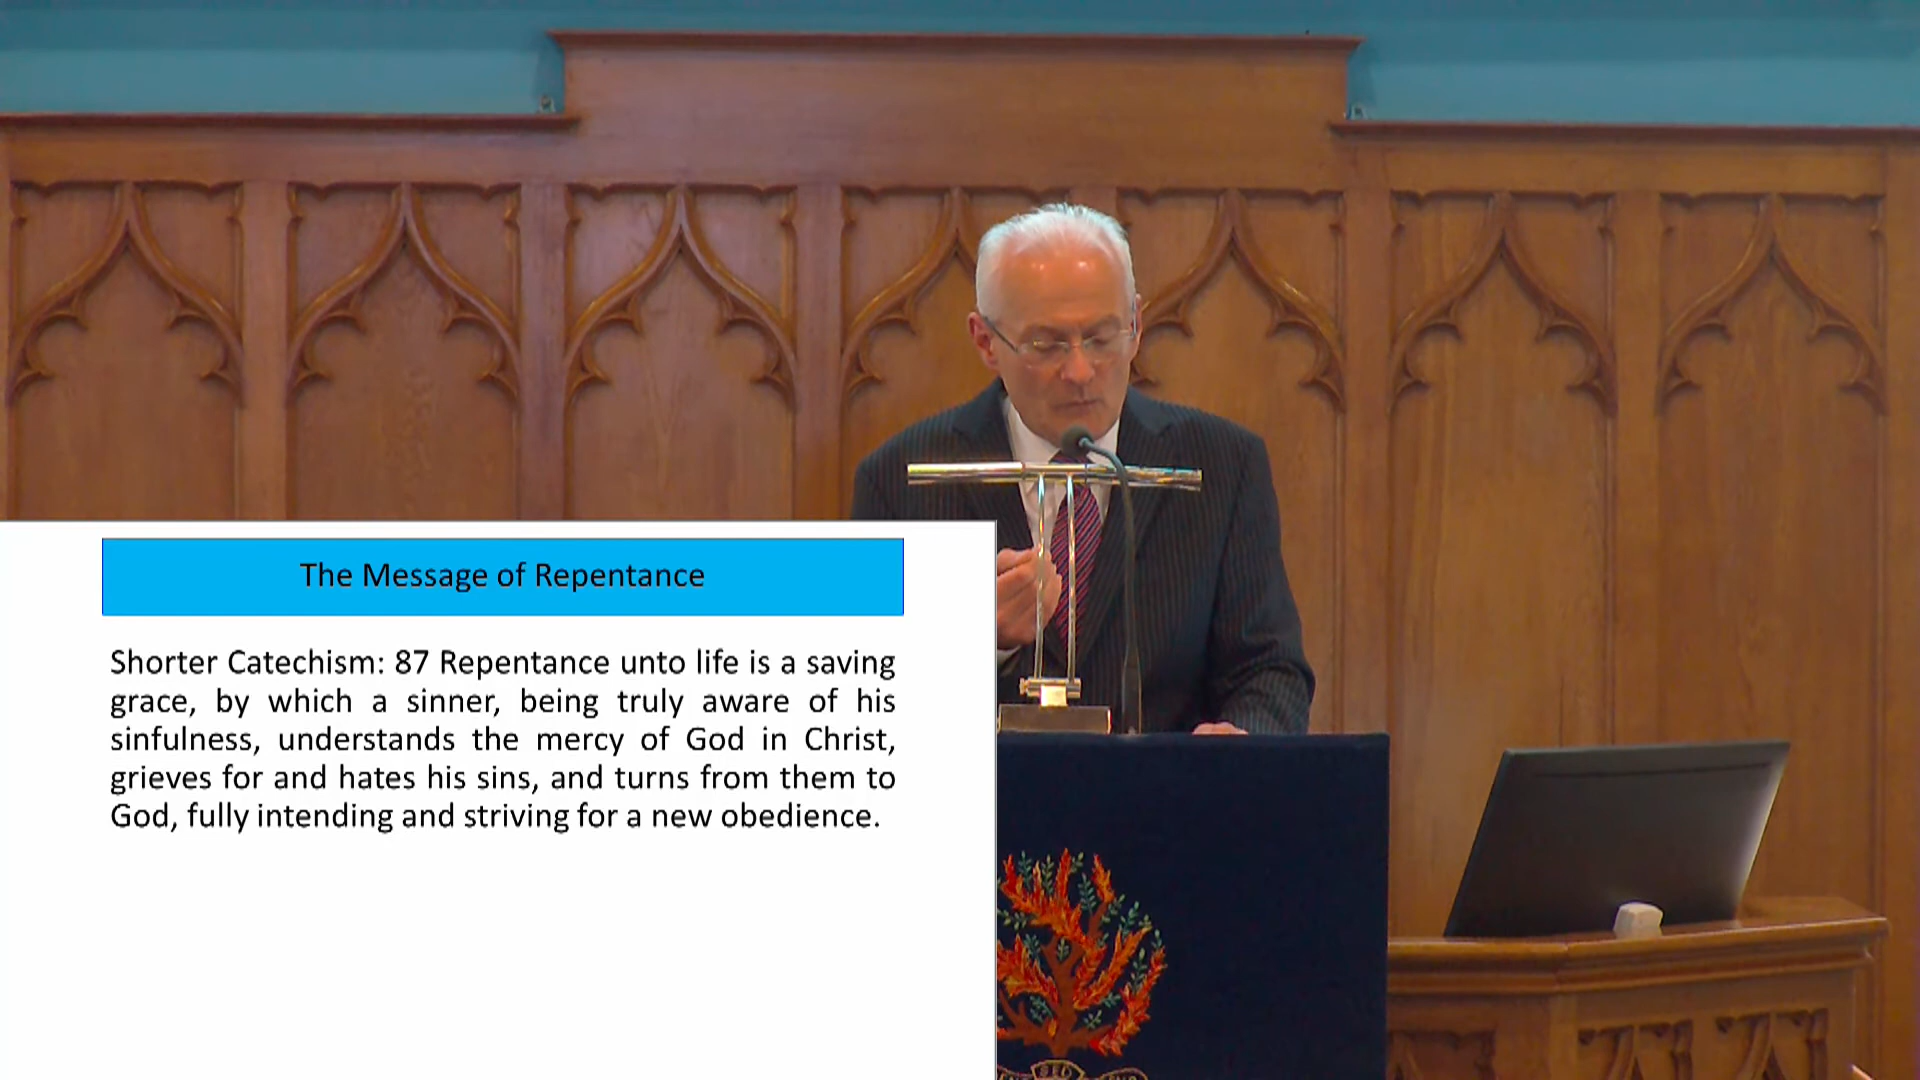 The Message of Repentance
Shorter Catechism: 87 Repentance unto life is a saving
grace, by which a sinner, being truly aware of his
sinfulness, understands the mercy of God in Christ,
grieves for and hates his sins, and turns from them to
God, fully intending and striving for a new obedience.
SED